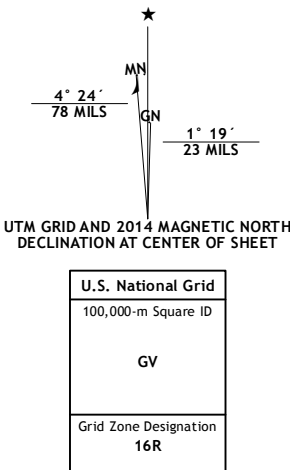 ★
MN
GN
4° 24´
78 MILS
1° 19´
23 MILS
UTM GRID AND 2014 MAGNETIC NORTH
DECLINATION AT CENTER OF SHEET
U.S. National Grid
100,000-m Square ID
GV
Grid Zone Designation
16R